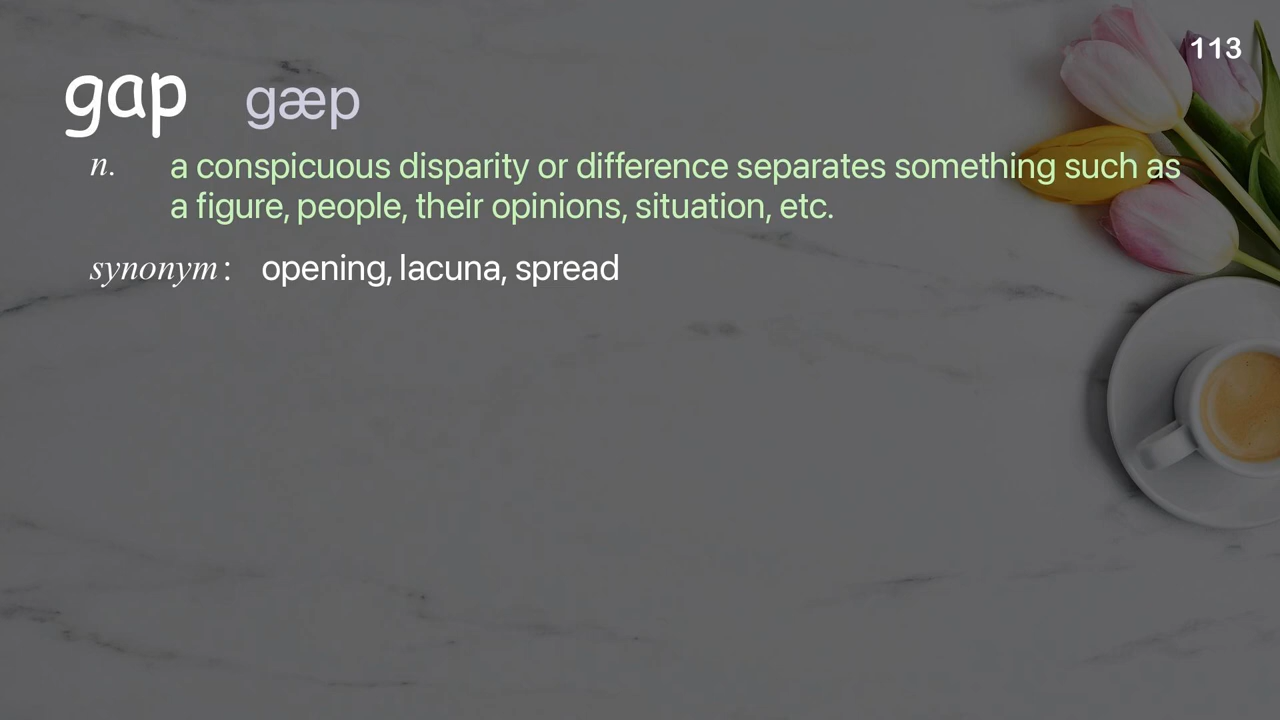 113
gap gæp
n. a conspicuous disparity or difference separates something such as
a figure, people, their opinions, situation, etc.
synonym: opening, lacuna, spread